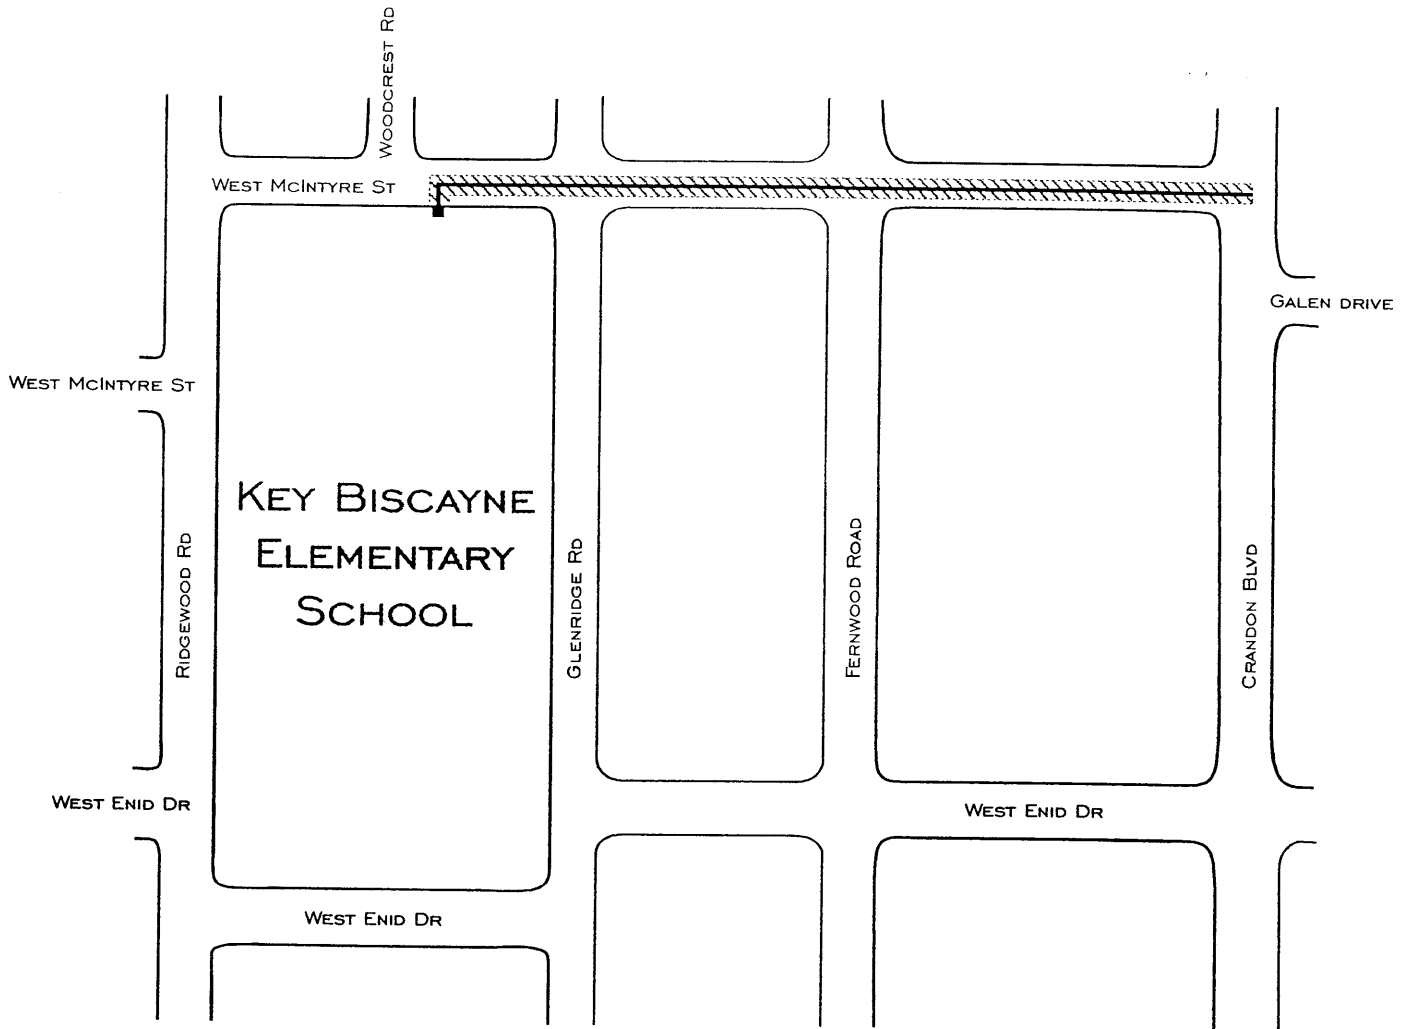 WOODCREST RD
WEST MCINTYRE ST
GALEN DRIVE
WEST MCINTYRE ST
KEY BISCAYNE
ELEMENTARY
SCHOOL
RIDGEWOOD RD
GLENRIDGE RD
FERNWOOD ROAD
CRANDON BLVD
WEST ENID DR
WEST ENID DR
WEST ENID DR